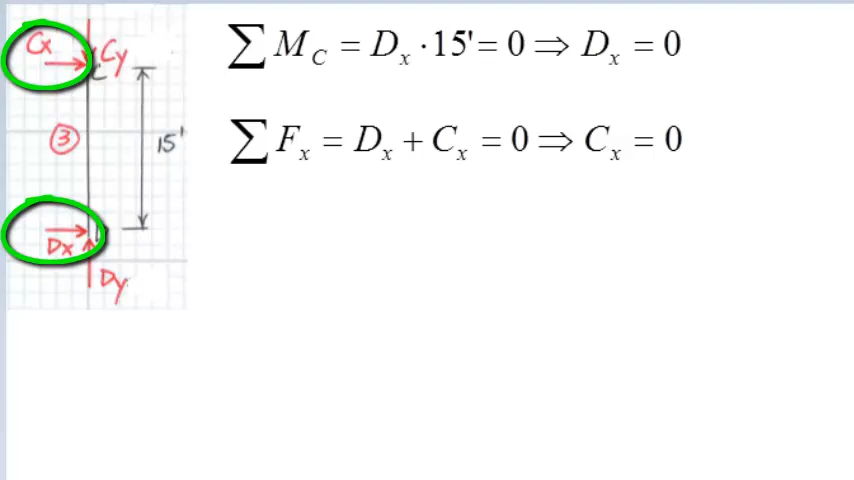 Cx
Cy
C
③
15'
Dx
Dy
∑ M_C = D_x · 15' = 0 ⇒ D_x = 0
∑ F_x = D_x + C_x = 0 ⇒ C_x = 0